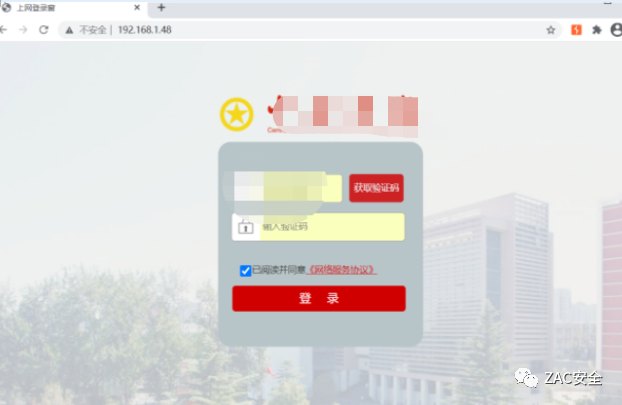 上网登录窗
不安全 | 192.168.1.48
获取验证码
输入验证码
已阅读并同意《网络服务协议》
登 录
ZAC安全